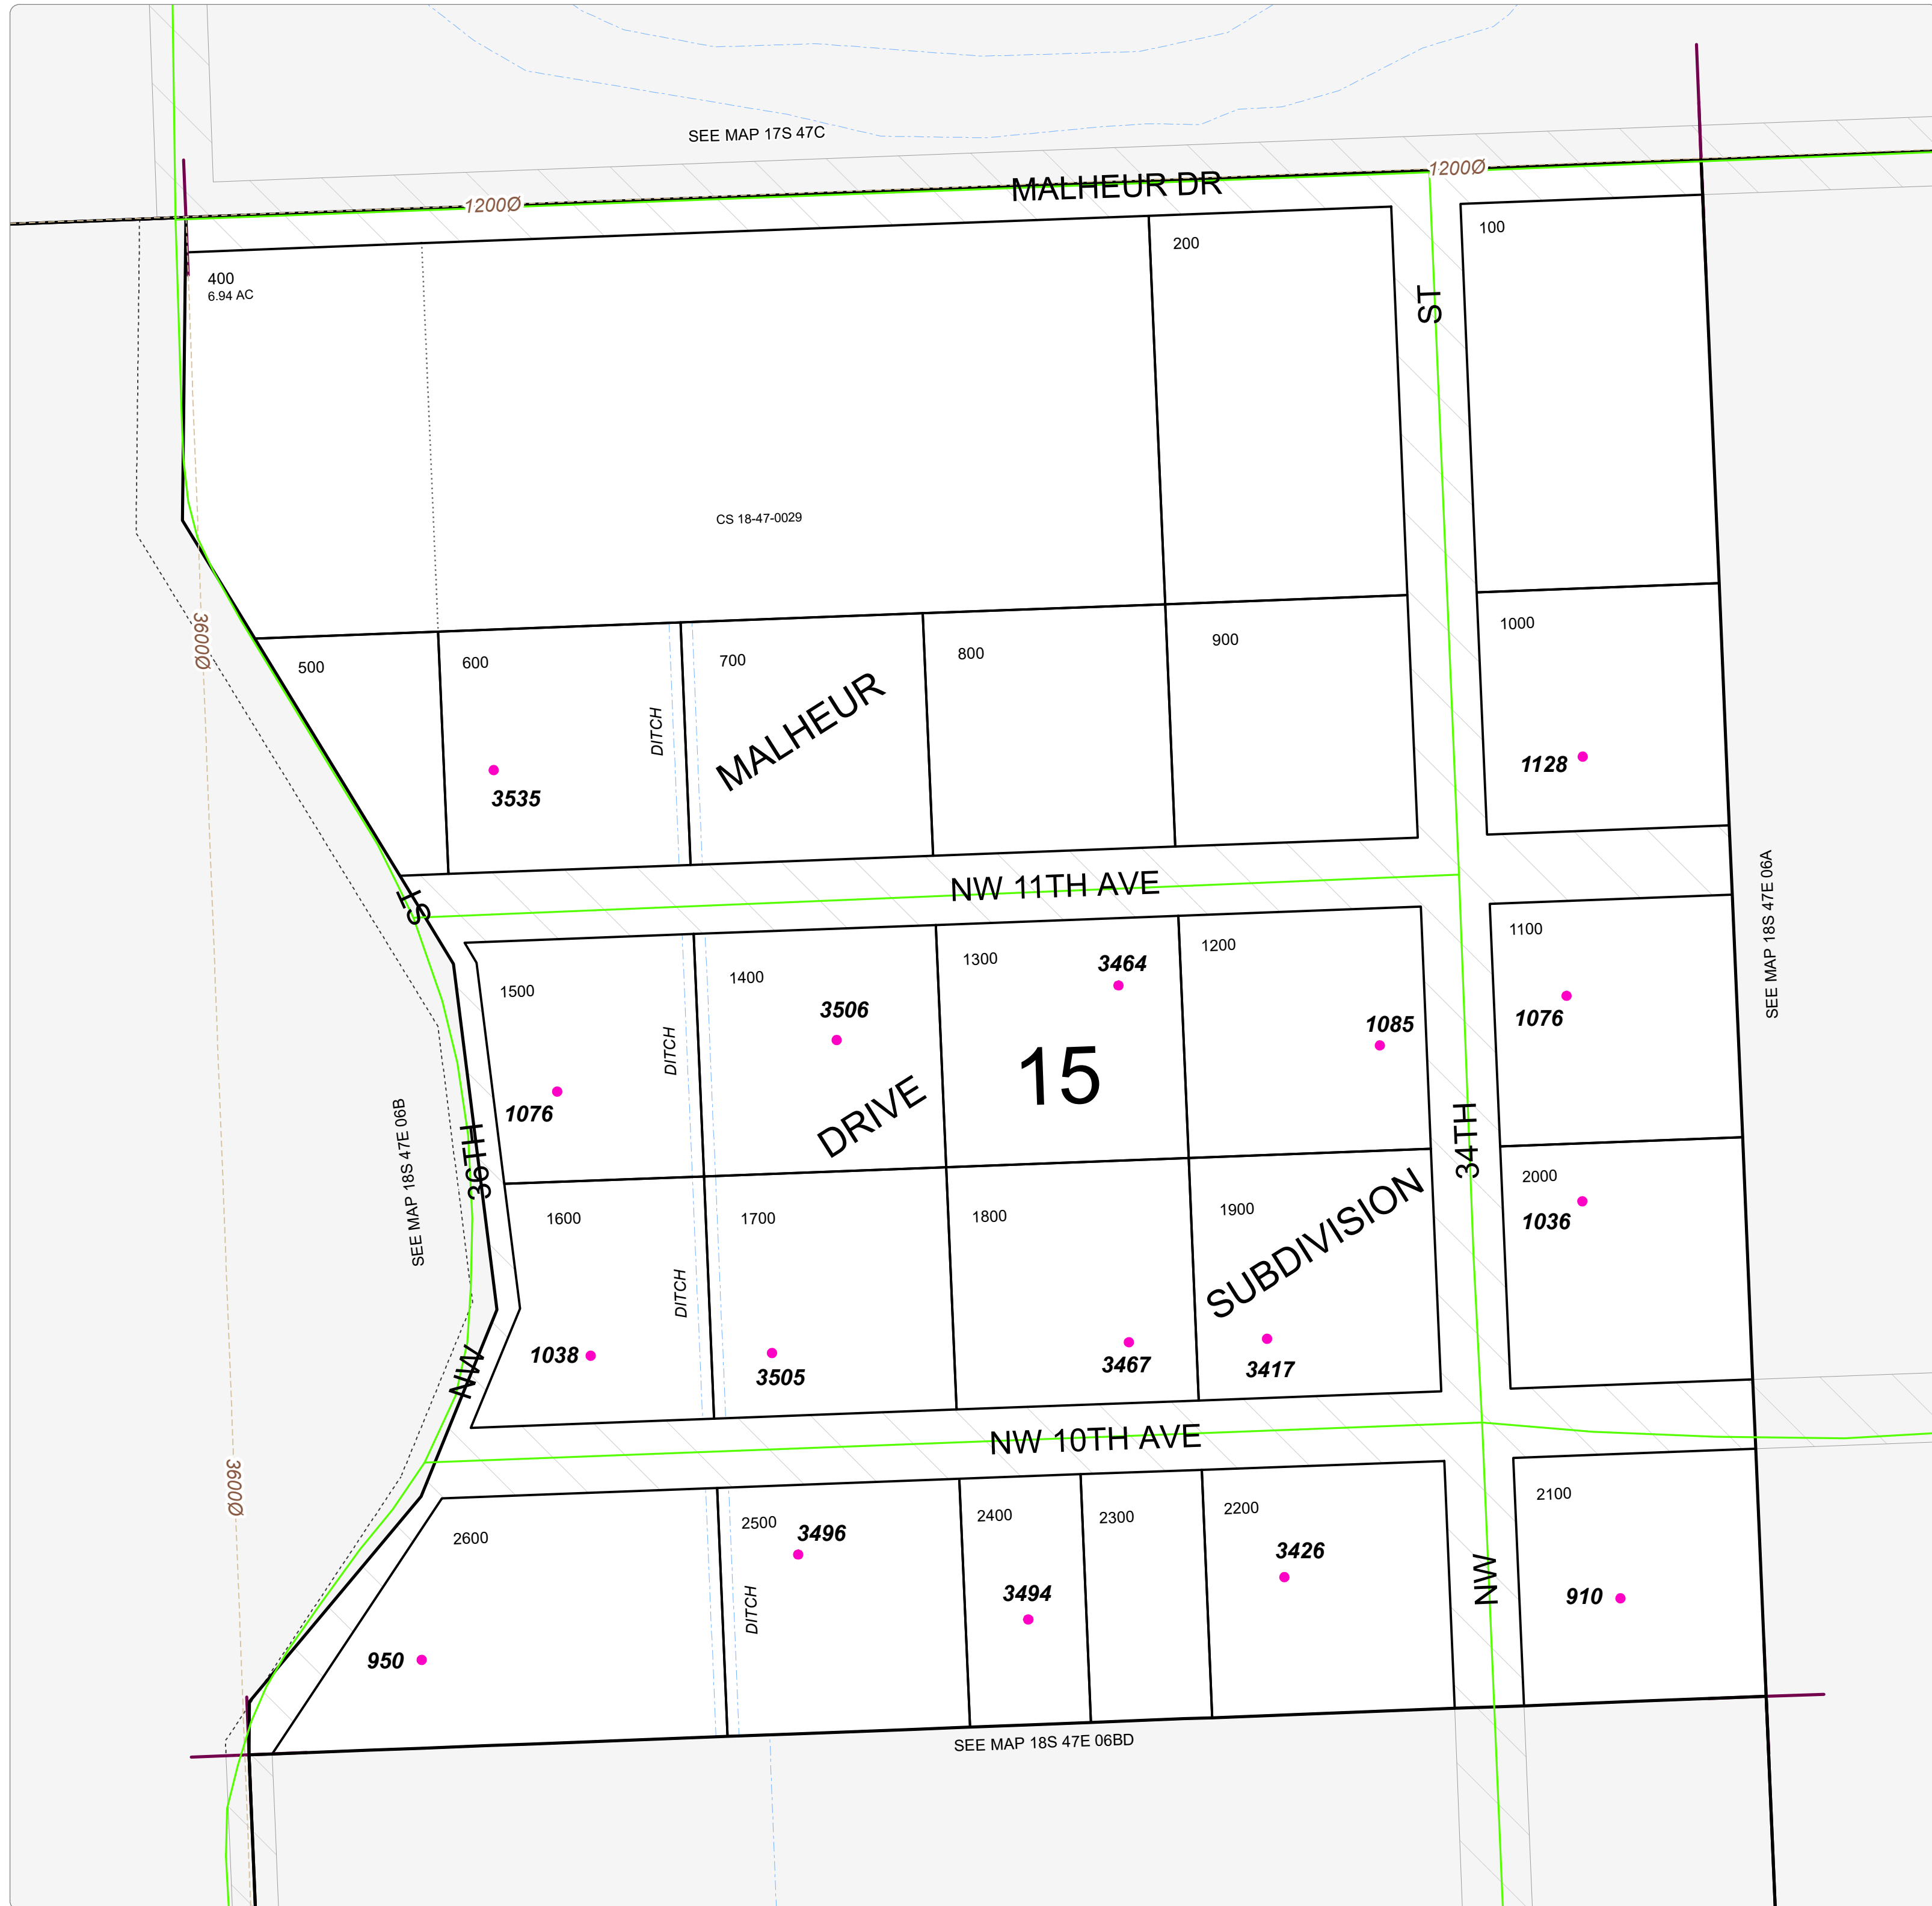 SEE MAP 17S 47C
1200Ø
1200Ø
MALHEUR DR
400
6.94 AC
200
100
ST
CS 18-47-0029
3600Ø
500
600
700
800
900
1000
3535
DITCH
MALHEUR
1128
ST
NW 11TH AVE
SEE MAP 18S 47E 06A
1500
1400
1300
3464
1200
1100
3506
1085
1076
DITCH
15
1076
DRIVE
SEE MAP 18S 47E 06B
36TH
34TH
1600
1700
1800
1900
2000
1036
DITCH
SUBDIVISION
1038
3505
3467
3417
NW
NW 10TH AVE
3600Ø
2600
2500
3496
2400
2300
2200
2100
3426
3494
DITCH
NW
910
950
SEE MAP 18S 47E 06BD